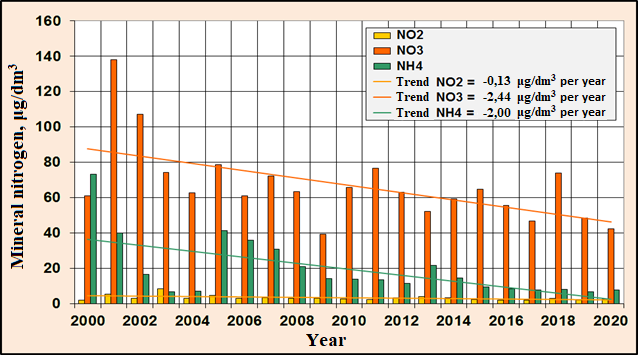 160
140
120
100
80
60
40
20
0
Mineral nitrogen, µg/dm3
NO2
NO3
NH4
Trend NO2 = -0,13 µg/dm3 per year
Trend NO3 = -2,44 µg/dm3 per year
Trend NH4 = -2,00 µg/dm3 per year
2000 2002 2004 2006 2008 2010 2012 2014 2016 2018 2020
Year